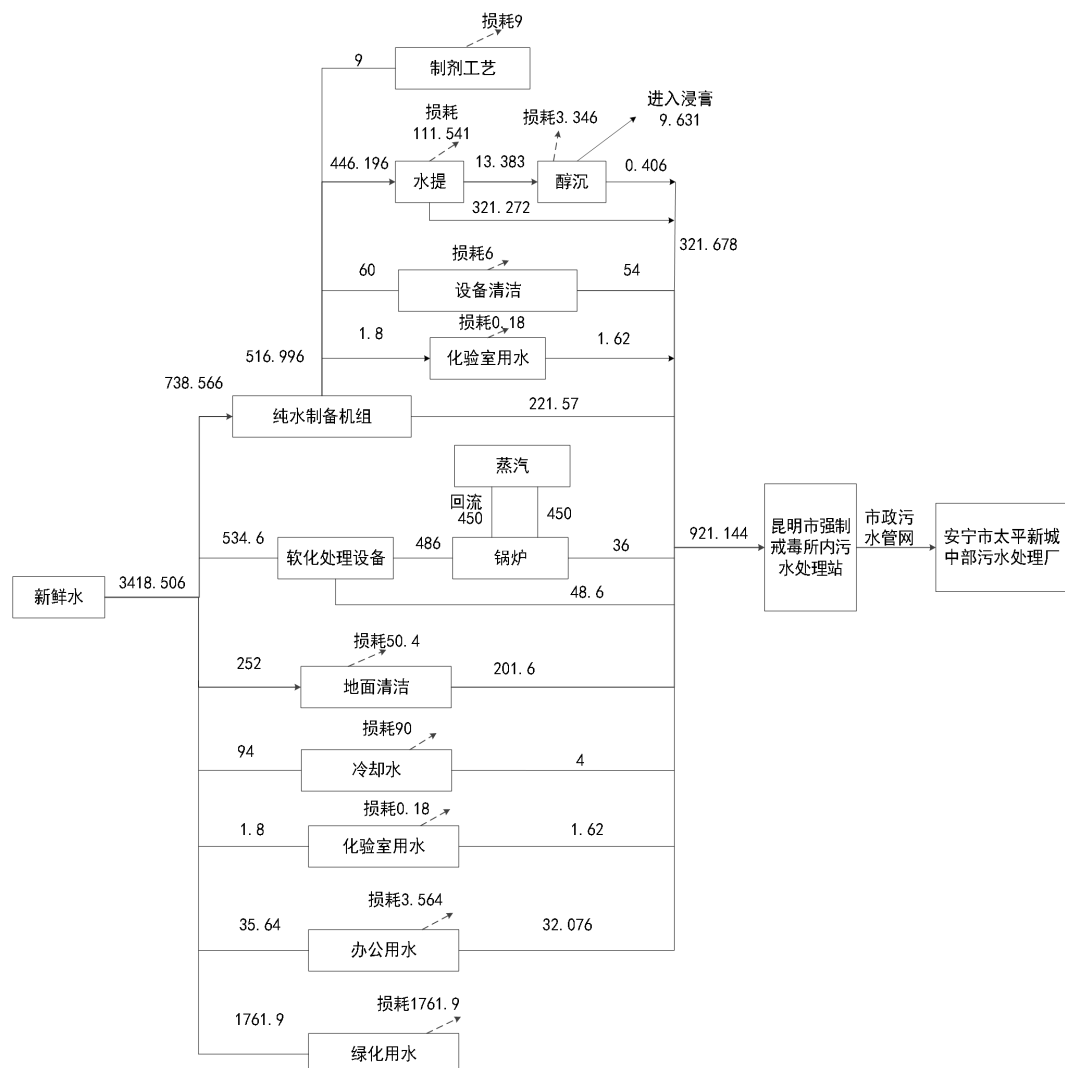 损耗9
9
制剂工艺
损耗
111.541
损耗3.346
进入浸膏
9.631
446.196
13.383
0.406
水提
醇沉
321.272
321.678
损耗6
60
54
设备清洁
损耗0.18
1.8
1.62
化验室用水
516.996
738.566
纯水制备机组
221.57
蒸汽
回流
450
450
534.6
软化处理设备
486
锅炉
36
921.144
昆明市强制
戒毒所内污
水处理站
市政污
水管网
安宁市太平新城
中部污水处理厂
新鲜水
3418.506
48.6
损耗50.4
252
201.6
地面清洁
损耗90
94
4
冷却水
损耗0.18
1.8
1.62
化验室用水
损耗3.564
35.64
32.076
办公用水
损耗1761.9
1761.9
绿化用水